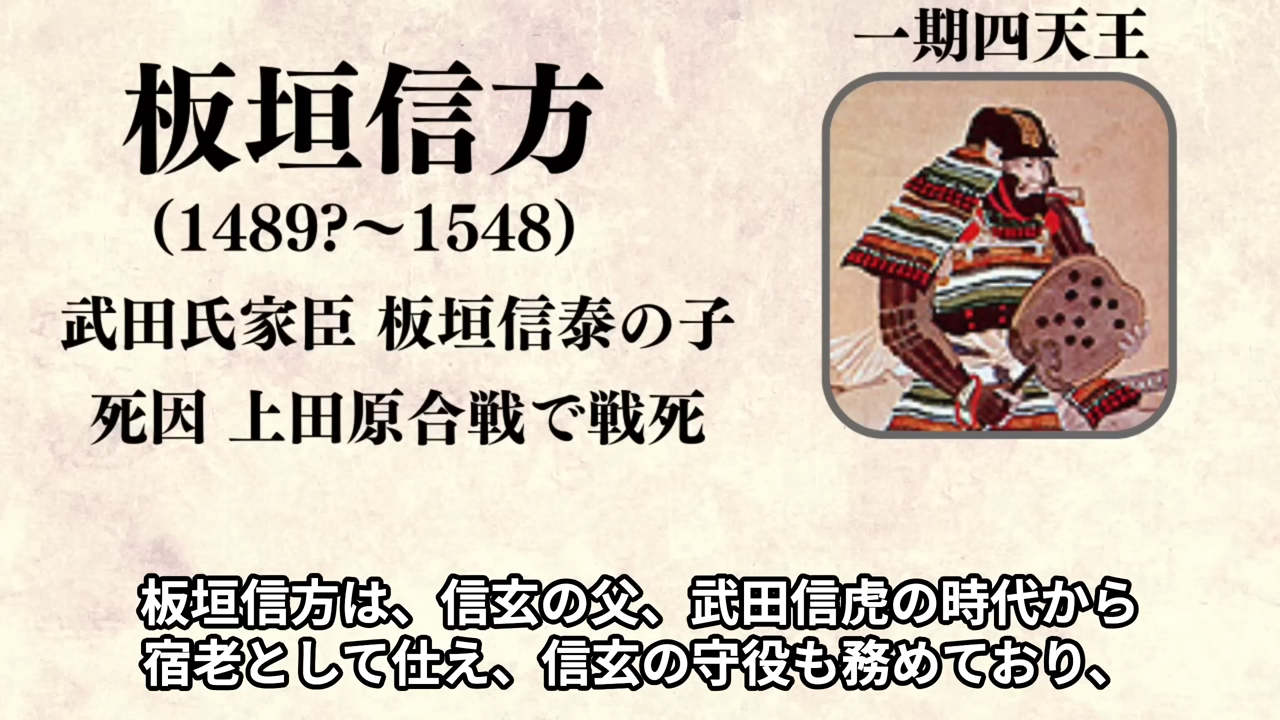 一期四天王
板垣信方
(1489?～1548)
武田氏家臣 板垣信泰の子
死因 上田原合戦で戦死
板垣信方は、信玄の父、武田信虎の時代から
宿老として仕え、信玄の守役も務めており、